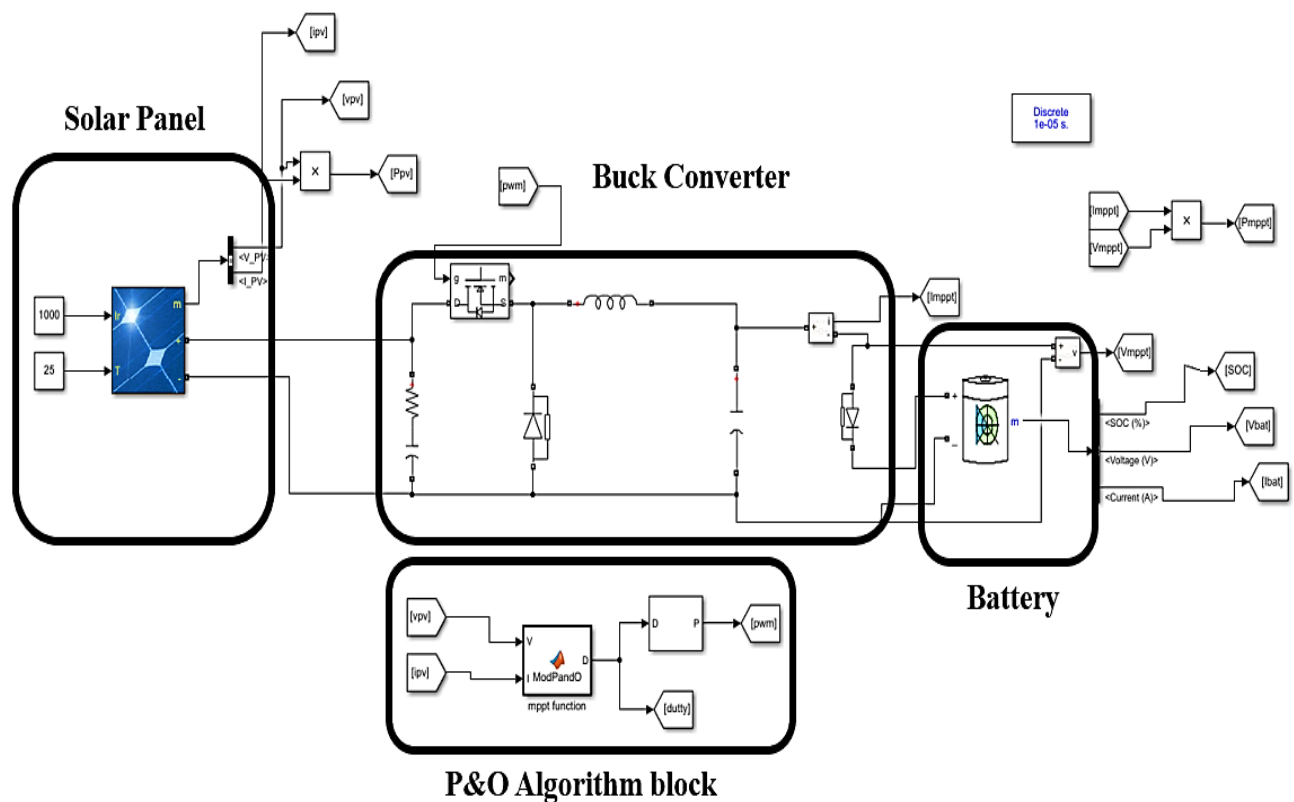 [ipv]
[vpv]
Solar Panel
×
[Ppv]
Discrete
1e-05 s.
Buck Converter
[pwm]
[Imppt]
[Vmppt]
×
[Pmppt]
<V_PV>
<I_PV>
g
m
D
S
1000
Ir
m
+
25
T
-
+
i
-
[Imppt]
+
-
v
[Vmppt]
[SOC]
+
_
m
<SOC (%)>
[Vbat]
<Voltage (V)>
<Current (A)>
[Ibat]
Battery
[vpv]
V
D
P
[pwm]
[ipv]
I
ModPandO
D
mppt function
[dutty]
P&O Algorithm block